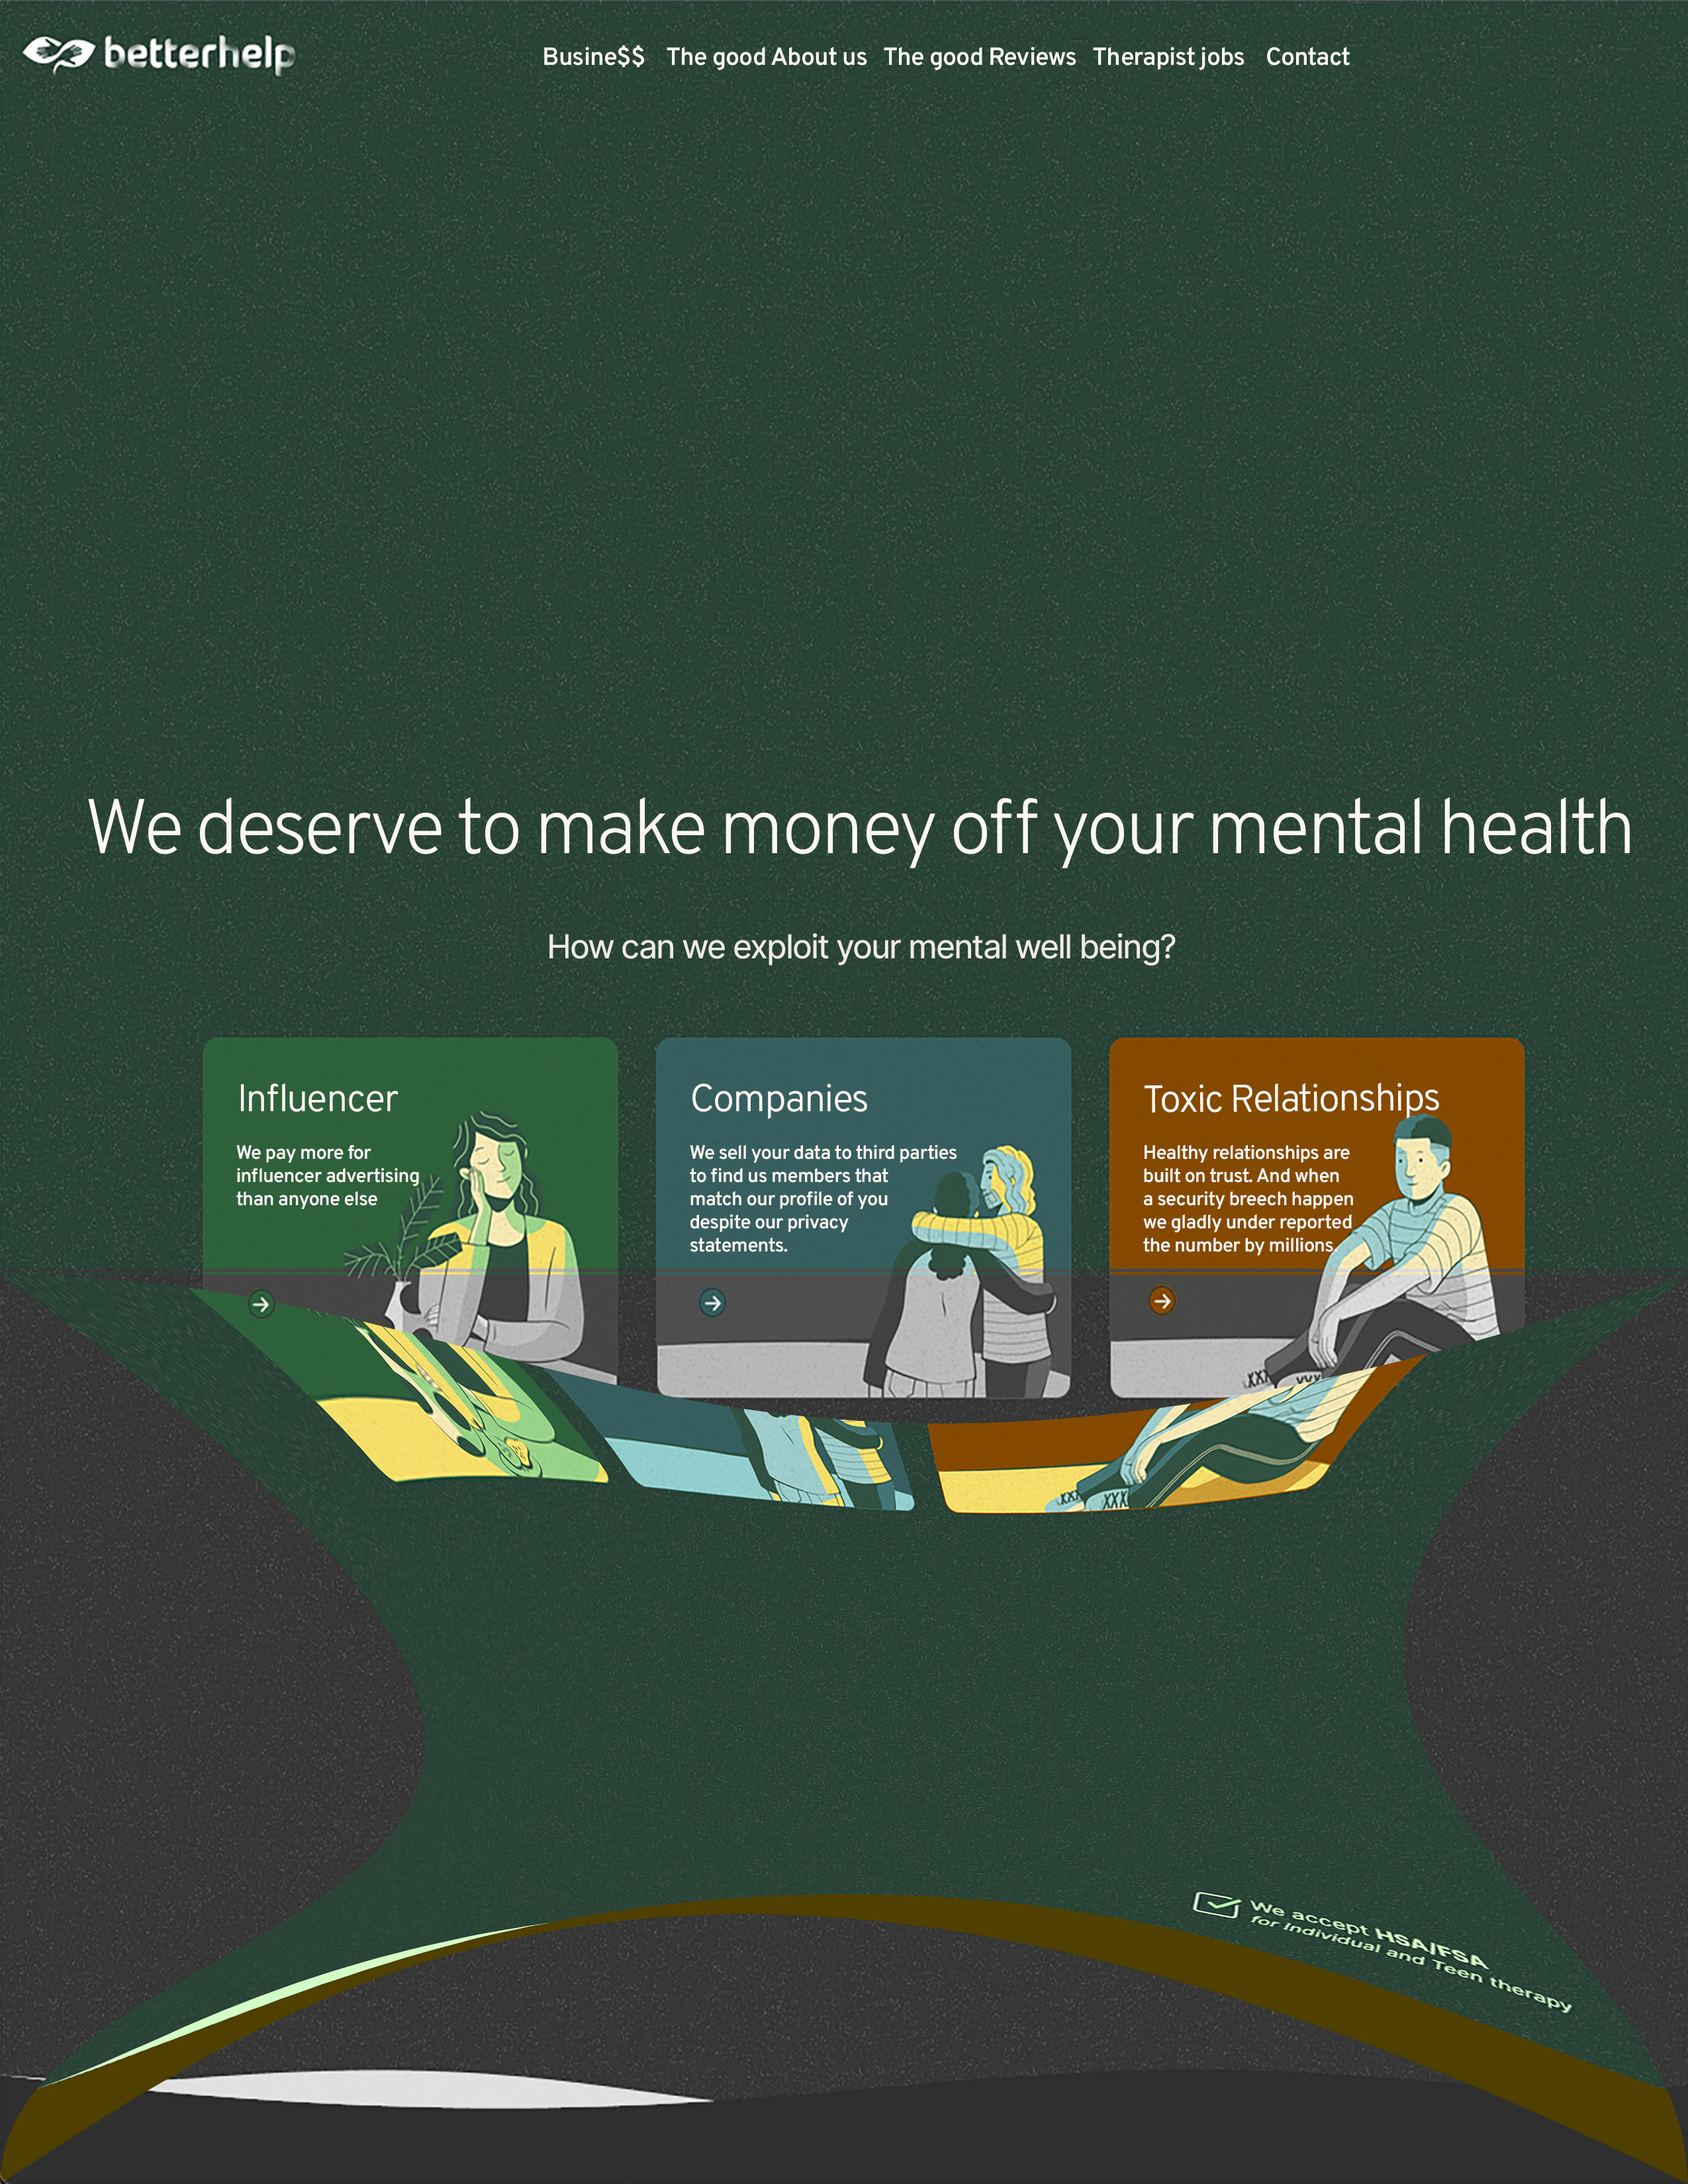 betterhelp
Busine$$ The good About us The good Reviews Therapist jobs Contact
We deserve to make money off your mental health
How can we exploit your mental well being?
Influencer
We pay more for
influencer advertising
than anyone else
Companies
We sell your data to third parties
to find us members that
match our profile of you
despite our privacy
statements.
Toxic Relationships
Healthy relationships are
built on trust. And when
a security breech happen
we gladly under reported
the number by millions.
We accept HSA/FSA
for Individual and Teen therapy